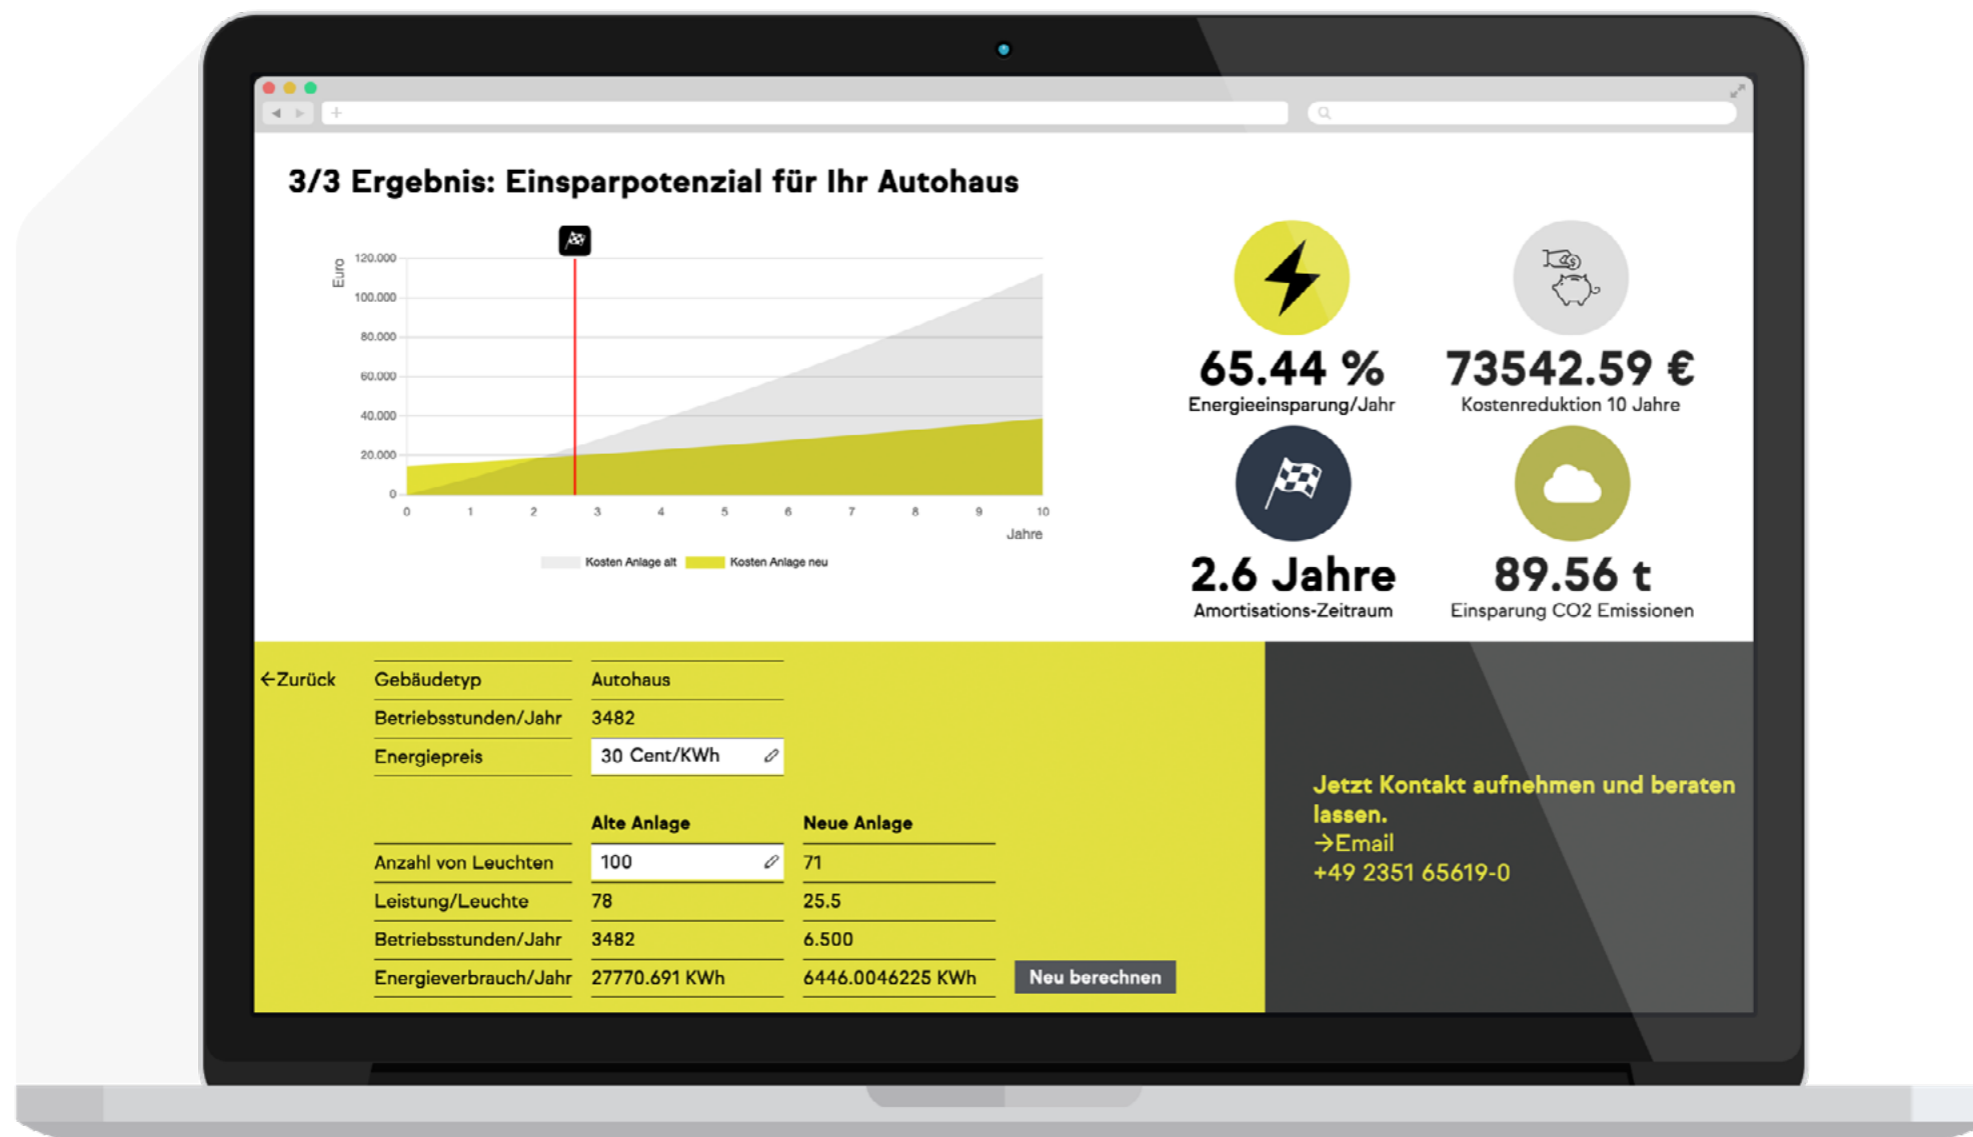 3/3 Ergebnis: Einsparpotenzial für Ihr Autohaus
Euro
120.000
100.000
80.000
60.000
40.000
20.000
0
0 1 2 3 4 5 6 7 8 9 10
Jahre
Kosten Anlage alt Kosten Anlage neu
65.44 %
Energieeinsparung/Jahr
73542.59 €
Kostenreduktion 10 Jahre
2.6 Jahre
Amortisations-Zeitraum
89.56 t
Einsparung CO2 Emissionen
←Zurück
Gebäudetyp Autohaus
Betriebsstunden/Jahr 3482
Energiepreis 30 Cent/KWh
Alte Anlage Neue Anlage
Anzahl von Leuchten 100 71
Leistung/Leuchte 78 25.5
Betriebsstunden/Jahr 3482 6.500
Energieverbrauch/Jahr 27770.691 KWh 6446.0046225 KWh
Neu berechnen
Jetzt Kontakt aufnehmen und beraten
lassen.
→Email
+49 2351 65619-0